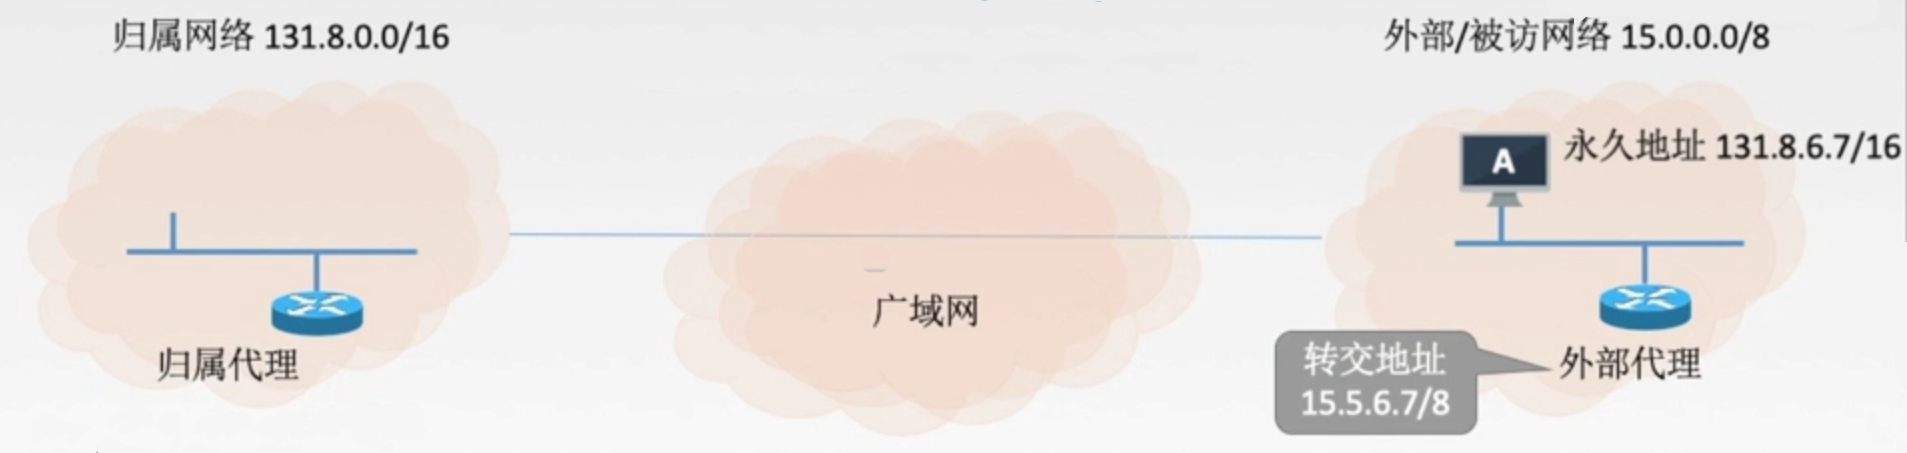 归属网络 131.8.0.0/16
外部/被访网络 15.0.0.0/8
A
永久地址 131.8.6.7/16
广域网
归属代理
转交地址
15.5.6.7/8
外部代理